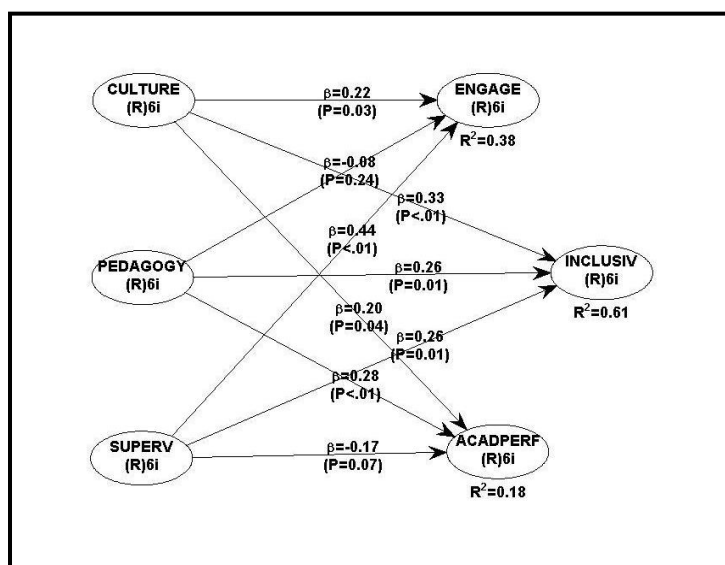 CULTURE
(R)6i
β=0.22
(P=0.03)
ENGAGE
(R)6i
R²=0.38
β=-0.08
(P=0.24)
β=0.33
(P<.01)
β=0.44
(P<.01)
PEDAGOGY
(R)6i
β=0.26
(P=0.01)
INCLUSIV
(R)6i
R²=0.61
β=0.20
(P=0.04)
β=0.26
(P=0.01)
β=0.28
(P<.01)
SUPERV
(R)6i
β=-0.17
(P=0.07)
ACADPERF
(R)6i
R²=0.18